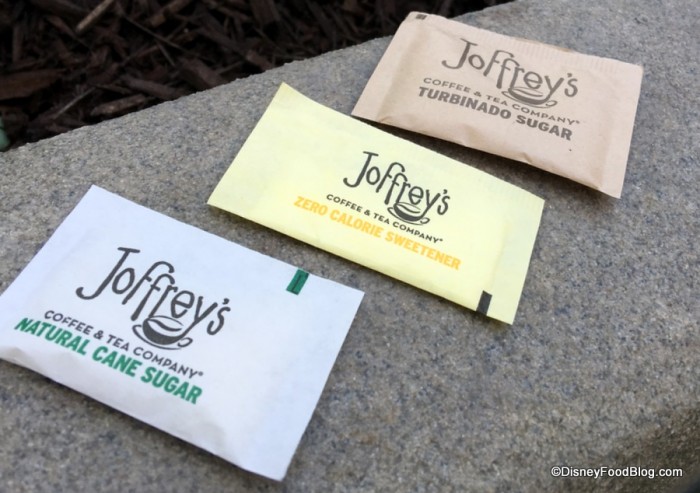 Joffrey's
COFFEE & TEA COMPANY®
TURBINADO SUGAR
Joffrey's
COFFEE & TEA COMPANY®
ZERO CALORIE SWEETENER
Joffrey's
COFFEE & TEA COMPANY®
NATURAL CANE SUGAR
©DisneyFoodBlog.com